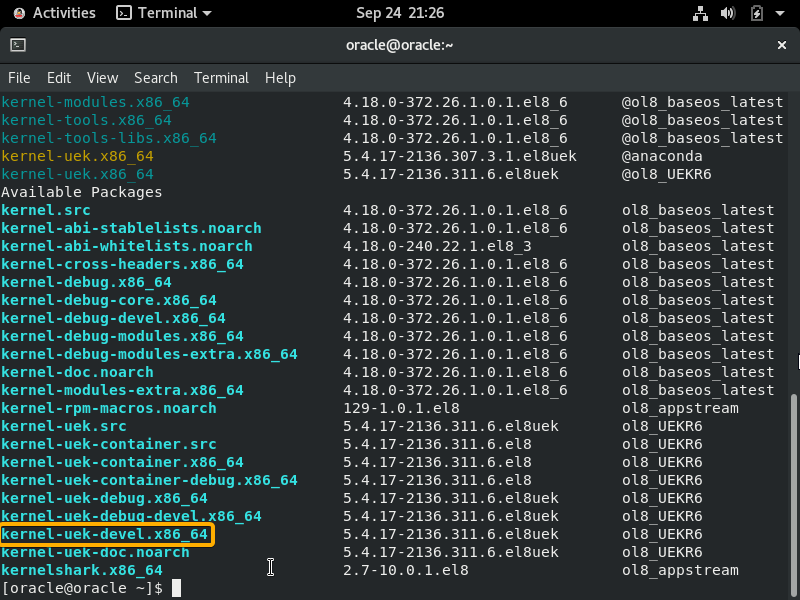 Activities Terminal Sep 24 21:26
oracle@oracle:~
File Edit View Search Terminal Help
kernel-modules.x86_64 4.18.0-372.26.1.0.1.el8_6 @ol8_baseos_latest
kernel-tools.x86_64 4.18.0-372.26.1.0.1.el8_6 @ol8_baseos_latest
kernel-tools-libs.x86_64 4.18.0-372.26.1.0.1.el8_6 @ol8_baseos_latest
kernel-uek.x86_64 5.4.17-2136.307.3.1.el8uek @anaconda
kernel-uek.x86_64 5.4.17-2136.311.6.el8uek @ol8_UEKR6
Available Packages
kernel.src 4.18.0-372.26.1.0.1.el8_6 ol8_baseos_latest
kernel-abi-stablelists.noarch 4.18.0-372.26.1.0.1.el8_6 ol8_baseos_latest
kernel-abi-whitelists.noarch 4.18.0-240.22.1.el8_3 ol8_baseos_latest
kernel-cross-headers.x86_64 4.18.0-372.26.1.0.1.el8_6 ol8_baseos_latest
kernel-debug.x86_64 4.18.0-372.26.1.0.1.el8_6 ol8_baseos_latest
kernel-debug-core.x86_64 4.18.0-372.26.1.0.1.el8_6 ol8_baseos_latest
kernel-debug-devel.x86_64 4.18.0-372.26.1.0.1.el8_6 ol8_baseos_latest
kernel-debug-modules.x86_64 4.18.0-372.26.1.0.1.el8_6 ol8_baseos_latest
kernel-debug-modules-extra.x86_64 4.18.0-372.26.1.0.1.el8_6 ol8_baseos_latest
kernel-doc.noarch 4.18.0-372.26.1.0.1.el8_6 ol8_baseos_latest
kernel-modules-extra.x86_64 4.18.0-372.26.1.0.1.el8_6 ol8_baseos_latest
kernel-rpm-macros.noarch 129-1.0.1.el8 ol8_appstream
kernel-uek.src 5.4.17-2136.311.6.el8uek ol8_UEKR6
kernel-uek-container.src 5.4.17-2136.311.6.el8 ol8_UEKR6
kernel-uek-container.x86_64 5.4.17-2136.311.6.el8 ol8_UEKR6
kernel-uek-container-debug.x86_64 5.4.17-2136.311.6.el8 ol8_UEKR6
kernel-uek-debug.x86_64 5.4.17-2136.311.6.el8uek ol8_UEKR6
kernel-uek-debug-devel.x86_64 5.4.17-2136.311.6.el8uek ol8_UEKR6
kernel-uek-devel.x86_64 5.4.17-2136.311.6.el8uek ol8_UEKR6
kernel-uek-doc.noarch 5.4.17-2136.311.6.el8uek ol8_UEKR6
kernelshark.x86_64 2.7-10.0.1.el8 ol8_appstream
[oracle@oracle ~]$